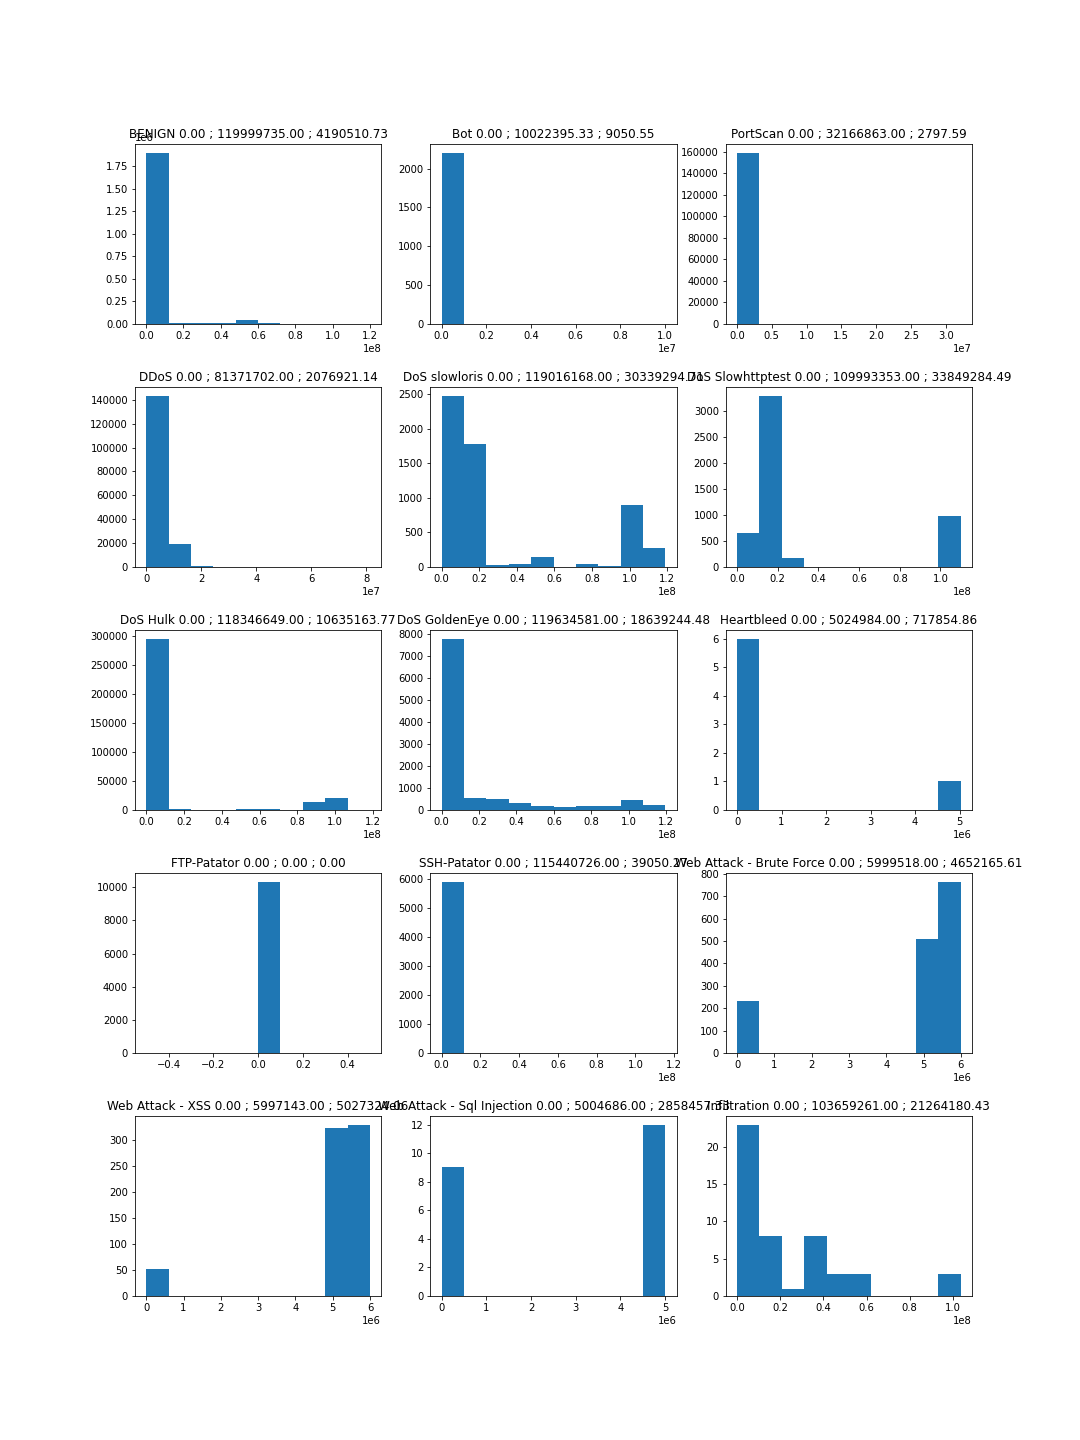 BENIGN 0.00 ; 119999735.00 ; 4190510.73
1e6
1.75
1.50
1.25
1.00
0.75
0.50
0.25
0.00
0.0 0.2 0.4 0.6 0.8 1.0 1.2
1e8
Bot 0.00 ; 10022395.33 ; 9050.55
2000
1500
1000
500
0
0.0 0.2 0.4 0.6 0.8 1.0
1e7
PortScan 0.00 ; 32166863.00 ; 2797.59
160000
140000
120000
100000
80000
60000
40000
20000
0
0.0 0.5 1.0 1.5 2.0 2.5 3.0
1e7
DDoS 0.00 ; 81371702.00 ; 2076921.14
140000
120000
100000
80000
60000
40000
20000
0
0 2 4 6 8
1e7
DoS slowloris 0.00 ; 119016168.00 ; 30339294.71
2500
2000
1500
1000
500
0
0.0 0.2 0.4 0.6 0.8 1.0 1.2
1e8
DoS Slowhttptest 0.00 ; 109993353.00 ; 33849284.49
3000
2500
2000
1500
1000
500
0
0.0 0.2 0.4 0.6 0.8 1.0
1e8
DoS Hulk 0.00 ; 118346649.00 ; 10635163.77
300000
250000
200000
150000
100000
50000
0
0.0 0.2 0.4 0.6 0.8 1.0 1.2
1e8
DoS GoldenEye 0.00 ; 119634581.00 ; 18639244.48
8000
7000
6000
5000
4000
3000
2000
1000
0
0.0 0.2 0.4 0.6 0.8 1.0 1.2
1e8
Heartbleed 0.00 ; 5024984.00 ; 717854.86
6
5
4
3
2
1
0
0 1 2 3 4 5
1e6
FTP-Patator 0.00 ; 0.00 ; 0.00
10000
8000
6000
4000
2000
0
−0.4 −0.2 0.0 0.2 0.4
SSH-Patator 0.00 ; 115440726.00 ; 39050.27
6000
5000
4000
3000
2000
1000
0
0.0 0.2 0.4 0.6 0.8 1.0 1.2
1e8
Web Attack - Brute Force 0.00 ; 5999518.00 ; 4652165.61
800
700
600
500
400
300
200
100
0
0 1 2 3 4 5 6
1e6
Web Attack - XSS 0.00 ; 5997143.00 ; 5027324.06
300
250
200
150
100
50
0
0 1 2 3 4 5 6
1e6
Web Attack - Sql Injection 0.00 ; 5004686.00 ; 2858457.33
12
10
8
6
4
2
0
0 1 2 3 4 5
1e6
Infiltration 0.00 ; 103659261.00 ; 21264180.43
20
15
10
5
0
0.0 0.2 0.4 0.6 0.8 1.0
1e8